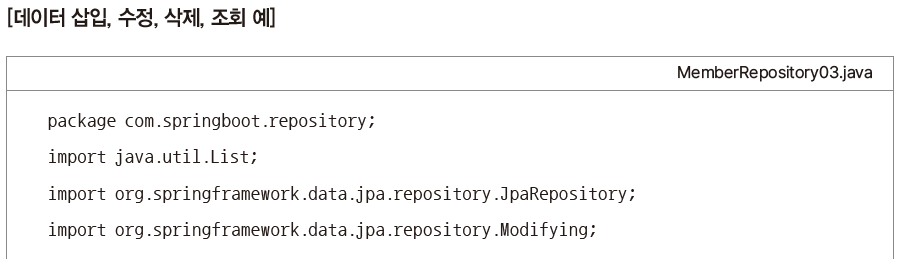 [데이터 삽입, 수정, 삭제, 조회 예]
MemberRepository03.java
package com.springboot.repository;
import java.util.List;
import org.springframework.data.jpa.repository.JpaRepository;
import org.springframework.data.jpa.repository.Modifying;